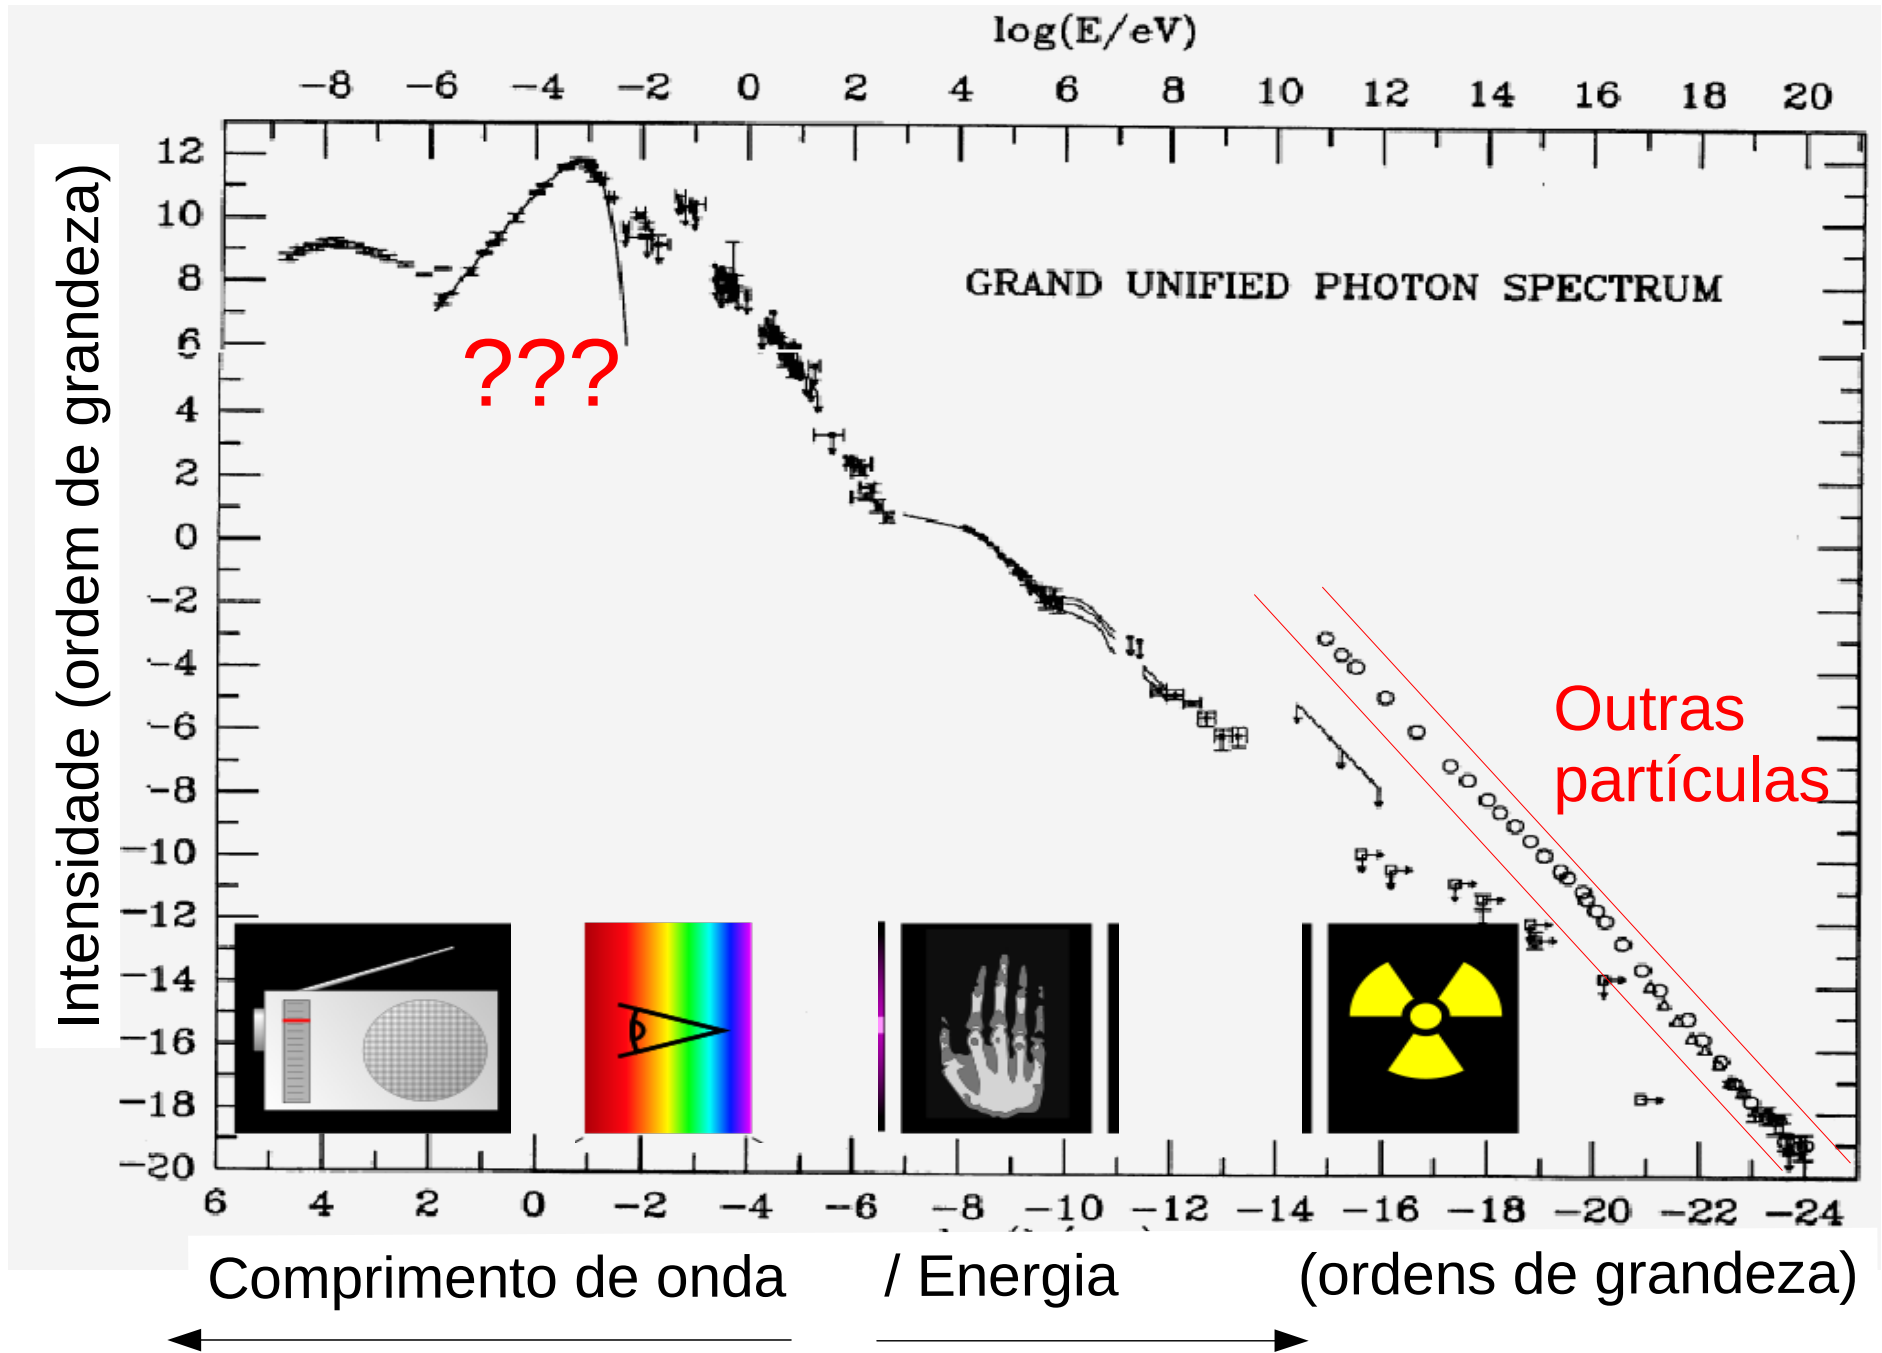 log(E/eV)
−8 −6 −4 −2 0 2 4 6 8 10 12 14 16 18 20
12
10
8
6
4
2
0
−2
−4
−6
−8
−10
−12
−14
−16
−18
−20
Intensidade (ordem de grandeza)
GRAND UNIFIED PHOTON SPECTRUM
???
Outras
partículas
6 4 2 0 −2 −4 −6 −8 −10 −12 −14 −16 −18 −20 −22 −24
Comprimento de onda / Energia (ordens de grandeza)